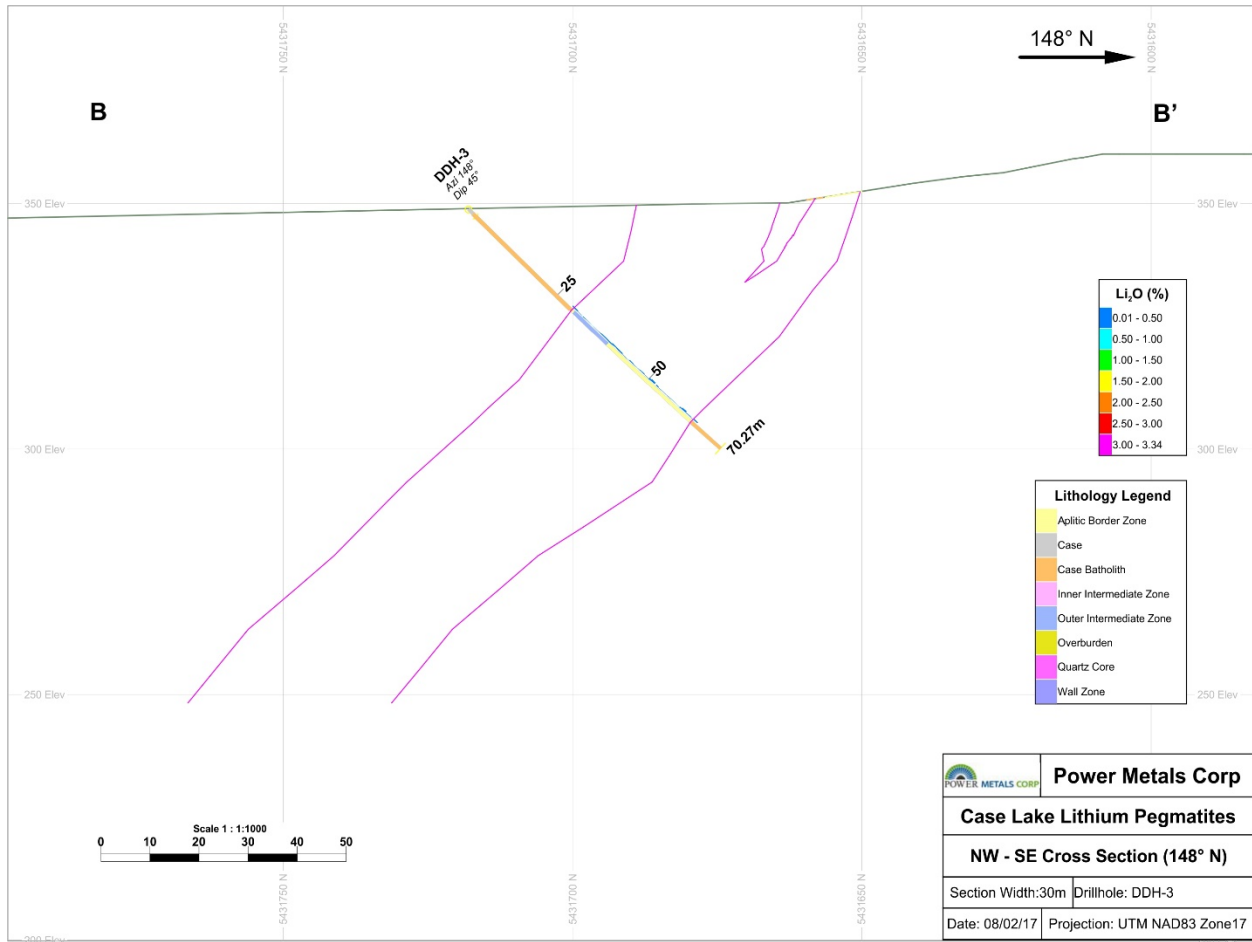 5431750 N
5431700 N
5431650 N
5431600 N
148° N
B
B'
DDH-3
Azi 148°
Dip 45°
350 Elev
350 Elev
25
50
70.27m
300 Elev
300 Elev
250 Elev
250 Elev
200 Elev
Li₂O (%)
0.01 - 0.50
0.50 - 1.00
1.00 - 1.50
1.50 - 2.00
2.00 - 2.50
2.50 - 3.00
3.00 - 3.34
Lithology Legend
Aplitic Border Zone
Case
Case Batholith
Inner Intermediate Zone
Outer Intermediate Zone
Overburden
Quartz Core
Wall Zone
Scale 1 : 1:1000
0 10 20 30 40 50
5431750 N
5431700 N
5431650 N
POWER METALS CORP
Power Metals Corp
Case Lake Lithium Pegmatites
NW - SE Cross Section (148° N)
Section Width:30m Drillhole: DDH-3
Date: 08/02/17 Projection: UTM NAD83 Zone17